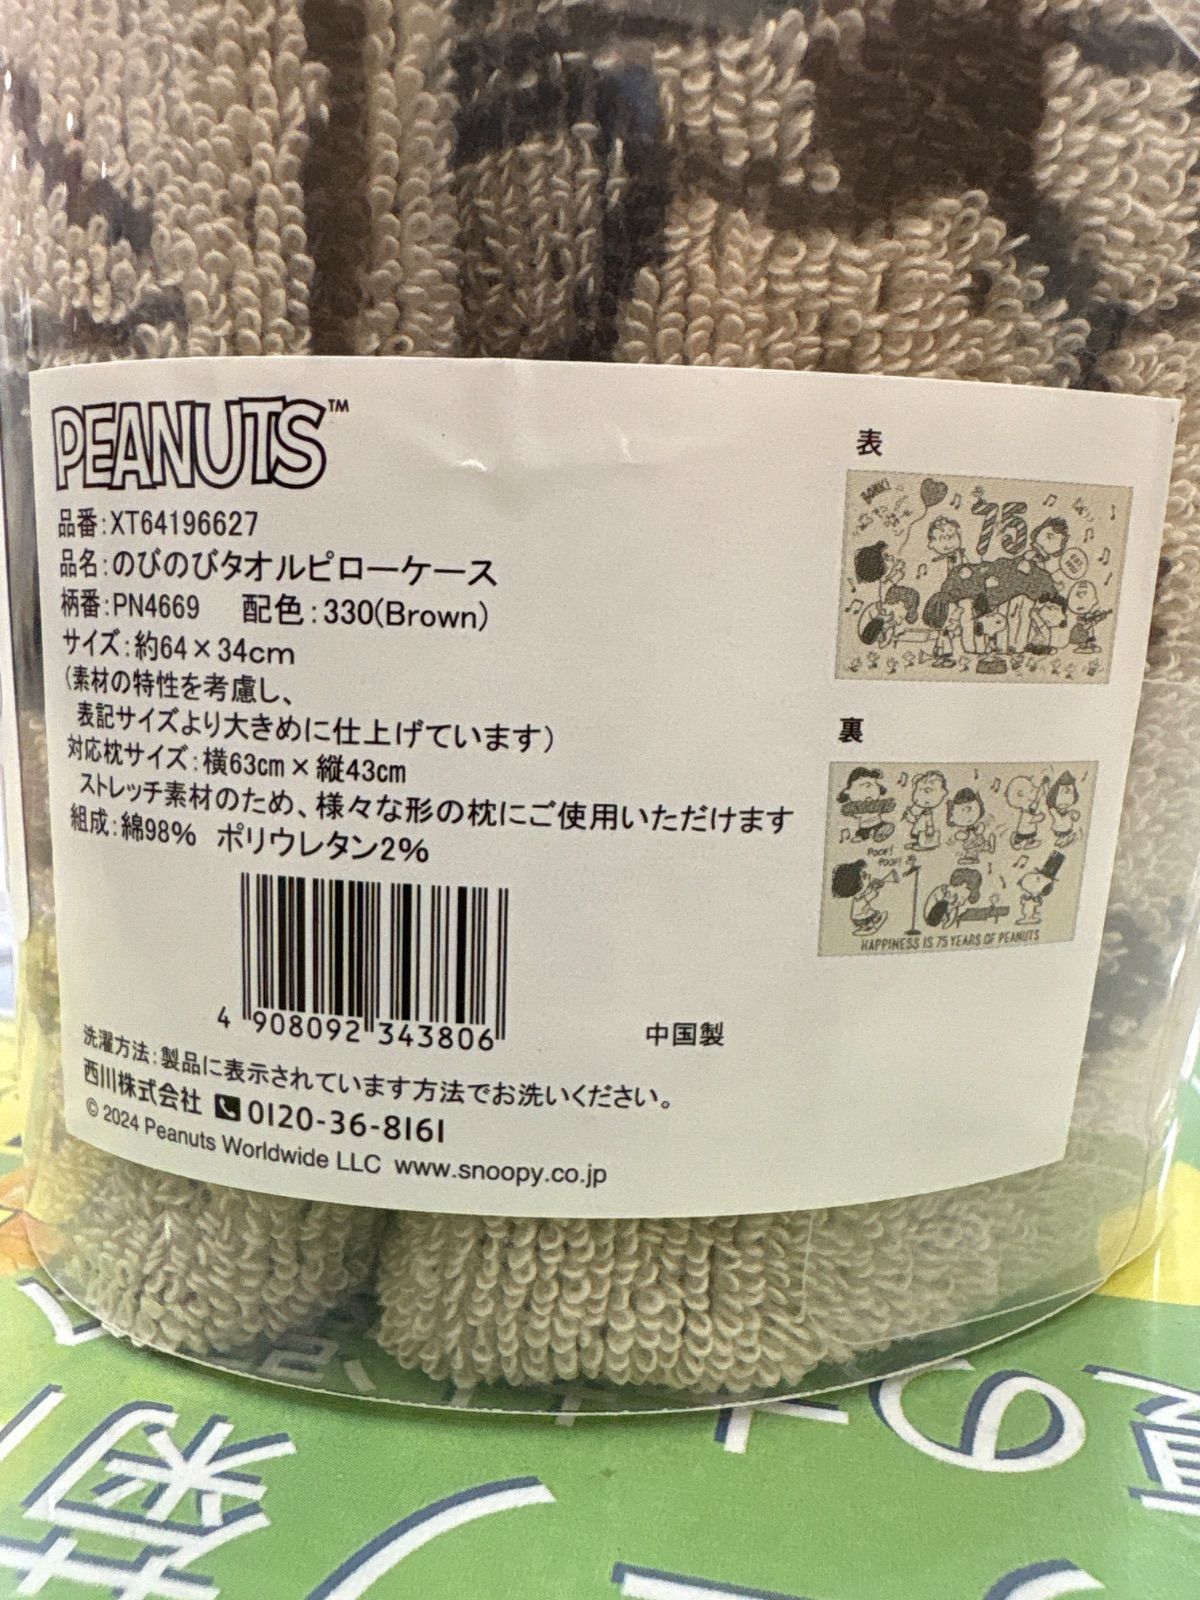 PEANUTS™
品番:XT64196627
品名:のびのびタオルピローケース
柄番:PN4669 配色:330(Brown)
サイズ:約64×34cm
(素材の特性を考慮し、
表記サイズより大きめに仕上げています)
対応枕サイズ:横63cm×縦43cm
ストレッチ素材のため、様々な形の枕にご使用いただけます
組成:綿98% ポリウレタン2%
4 908092 343806
中国製
洗濯方法:製品に表示されています方法でお洗いください。
西川株式会社 0120-36-8161
© 2024 Peanuts Worldwide LLC www.snoopy.co.jp
表
BONK!
75
裏
POOF!
POOF!
HAPPINESS IS 75 YEARS OF PEANUTS